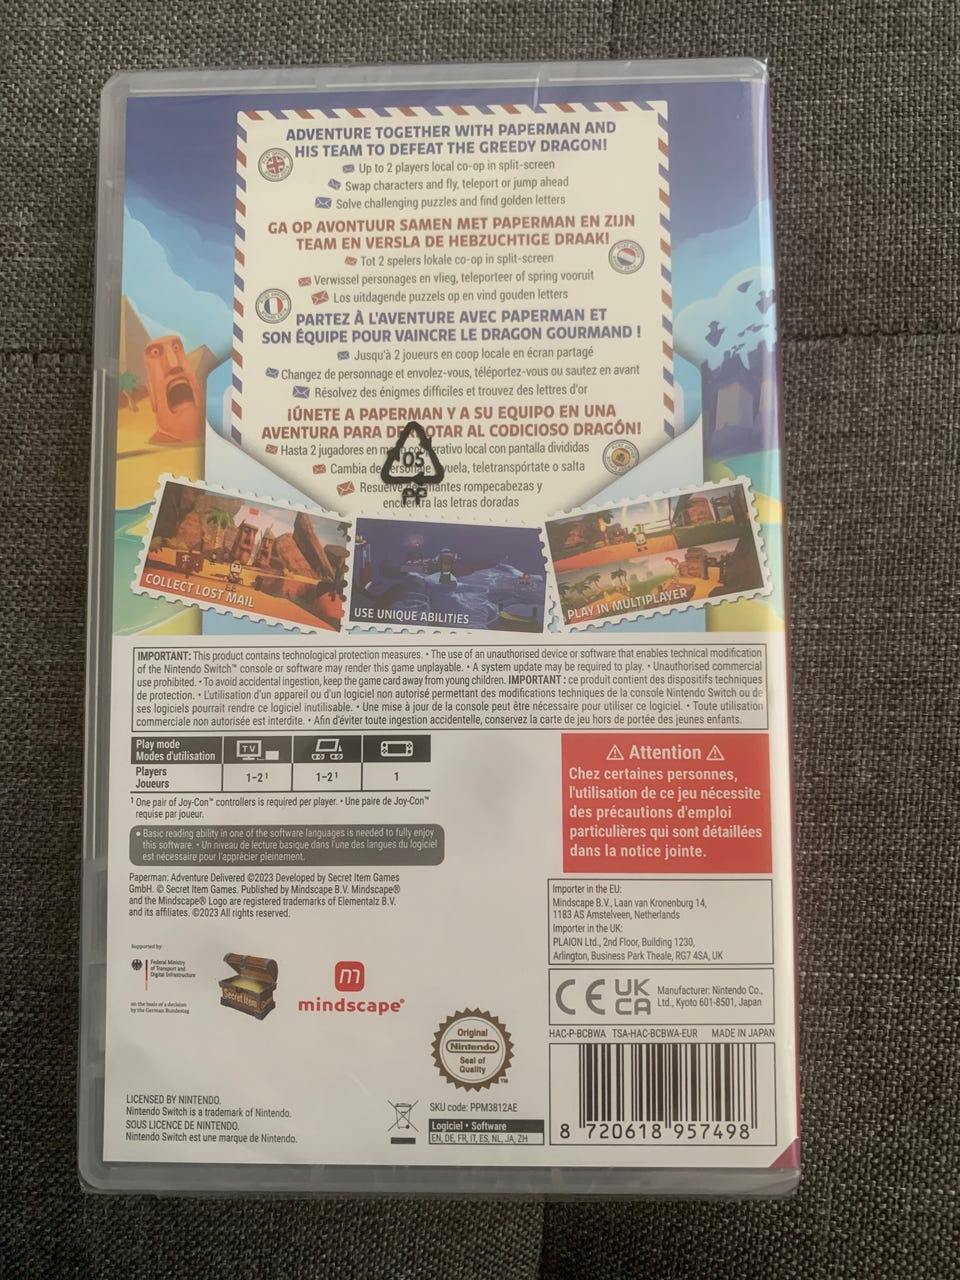 ADVENTURE TOGETHER WITH PAPERMAN AND
HIS TEAM TO DEFEAT THE GREEDY DRAGON!
Up to 2 players local co-op in split-screen
Swap characters and fly, teleport or jump ahead
Solve challenging puzzles and find golden letters
GA OP AVONTUUR SAMEN MET PAPERMAN EN ZIJN
TEAM EN VERSLA DE HEBZUCHTIGE DRAAK!
Tot 2 spelers lokale co-op in split-screen
Verwissel personages en vlieg, teleporteer of spring vooruit
Los uitdagende puzzels op en vind gouden letters
PARTEZ À L'AVENTURE AVEC PAPERMAN ET
SON ÉQUIPE POUR VAINCRE LE DRAGON GOURMAND !
Jusqu'à 2 joueurs en coop locale en écran partagé
Changez de personnage et envolez-vous, téléportez-vous ou sautez en avant
Résolvez des énigmes difficiles et trouvez des lettres d'or
¡ÚNETE A PAPERMAN Y A SU EQUIPO EN UNA
AVENTURA PARA DERROTAR AL CODICIOSO DRAGÓN!
Hasta 2 jugadores en modo cooperativo local con pantalla divididas
Cambia de personaje y vuela, teletranspórtate o salta
Resuelve desafiantes rompecabezas y
encuentra las letras doradas
05
PP
COLLECT LOST MAIL
USE UNIQUE ABILITIES
PLAY IN MULTIPLAYER
IMPORTANT: This product contains technological protection measures. • The use of an unauthorised device or software that enables technical modification
of the Nintendo Switch™ console or software may render this game unplayable. • A system update may be required to play. • Unauthorised commercial
use prohibited. • To avoid accidental ingestion, keep the game card away from young children. IMPORTANT : ce produit contient des dispositifs techniques
de protection. • L'utilisation d'un appareil ou d'un logiciel non autorisé permettant des modifications techniques de la console Nintendo Switch ou de
ses logiciels pourrait rendre ce logiciel inutilisable. • Une mise à jour de la console peut être nécessaire pour utiliser ce logiciel. • Toute utilisation
commerciale non autorisée est interdite. • Afin d'éviter toute ingestion accidentelle, conservez la carte de jeu hors de portée des jeunes enfants.
Play mode
Modes d'utilisation
TV
Players
Joueurs
1-2¹
1-2¹
1
¹ One pair of Joy-Con™ controllers is required per player. • Une paire de Joy-Con™
requise par joueur.
• Basic reading ability in one of the software languages is needed to fully enjoy
this software. • Un niveau de lecture basique dans l'une des langues du logiciel
est nécessaire pour l'apprécier pleinement.
⚠ Attention ⚠
Chez certaines personnes,
l'utilisation de ce jeu nécessite
des précautions d'emploi
particulières qui sont détaillées
dans la notice jointe.
Paperman: Adventure Delivered ©2023 Developed by Secret Item Games
GmbH. © Secret Item Games. Published by Mindscape B.V. Mindscape®
and the Mindscape® Logo are registered trademarks of Elementalz B.V.
and its affiliates. ©2023 All rights reserved.
Importer in the EU:
Mindscape B.V., Laan van Kronenburg 14,
1183 AS Amstelveen, Netherlands
Importer in the UK:
PLAION Ltd., 2nd Floor, Building 1230,
Arlington, Business Park Theale, RG7 4SA, UK
Supported by:
Federal Ministry
of Transport and
Digital Infrastructure
on the basis of a decision
by the German Bundestag
Secret Item
m
mindscape®
CE UK CA
Manufacturer: Nintendo Co.,
Ltd., Kyoto 601-8501, Japan
HAC-P-BCBWA TSA-HAC-BCBWA-EUR MADE IN JAPAN
Original
Nintendo
Seal of
Quality
TM
LICENSED BY NINTENDO.
Nintendo Switch is a trademark of Nintendo.
SOUS LICENCE DE NINTENDO.
Nintendo Switch est une marque de Nintendo.
SKU code: PPM3812AE
Logiciel • Software
EN, DE, FR, IT, ES, NL, JA, ZH
8 720618 957498